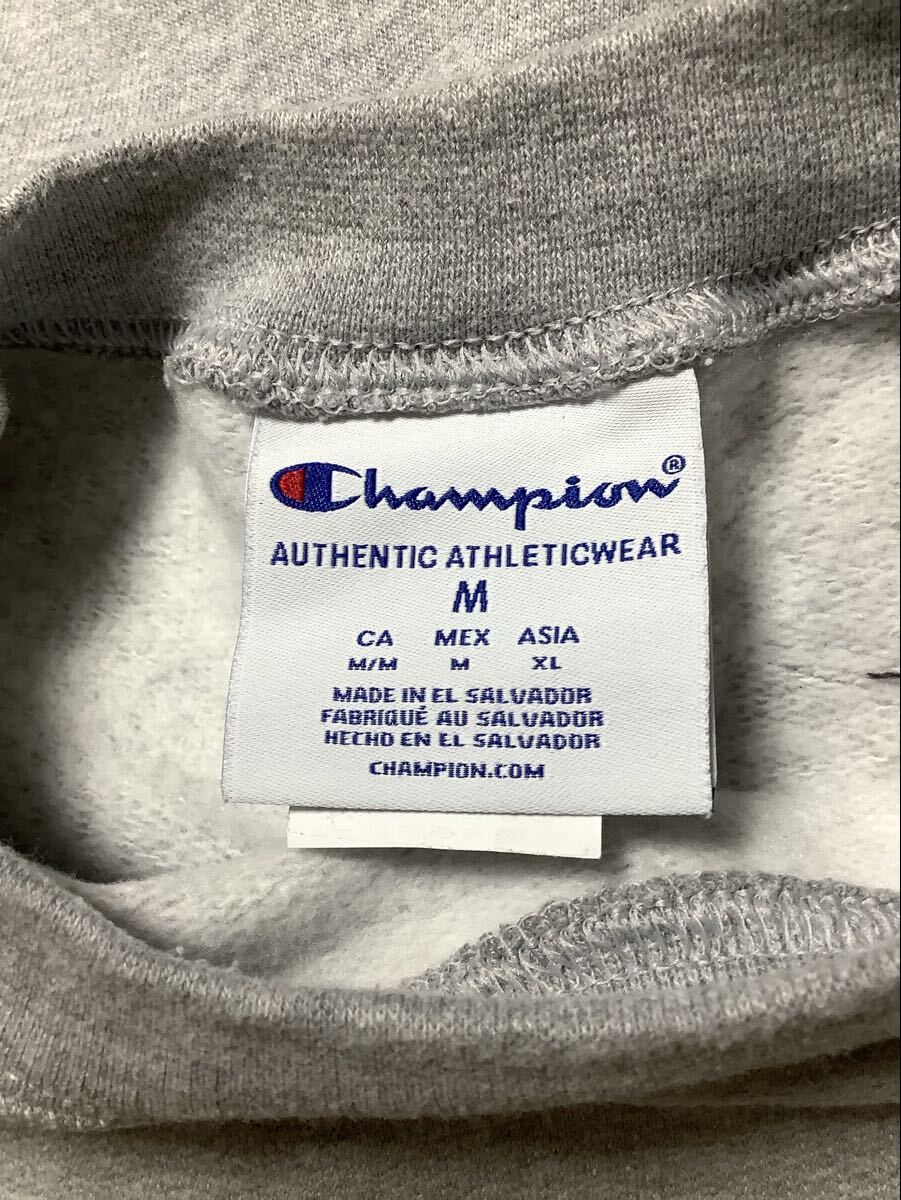 Champion®
AUTHENTIC ATHLETICWEAR
M
CA MEX ASIA
M/M M XL
MADE IN EL SALVADOR
FABRIQUÉ AU SALVADOR
HECHO EN EL SALVADOR
CHAMPION.COM